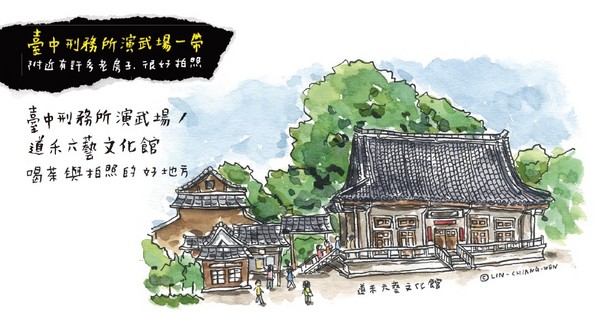 臺中刑務所演武場一帶
附近有許多老房子,很好拍照
臺中刑務所演武場/
道禾六藝文化館
喝茶與拍照的好地方
道禾六藝文化館
© LIN-CHIANG-WEN